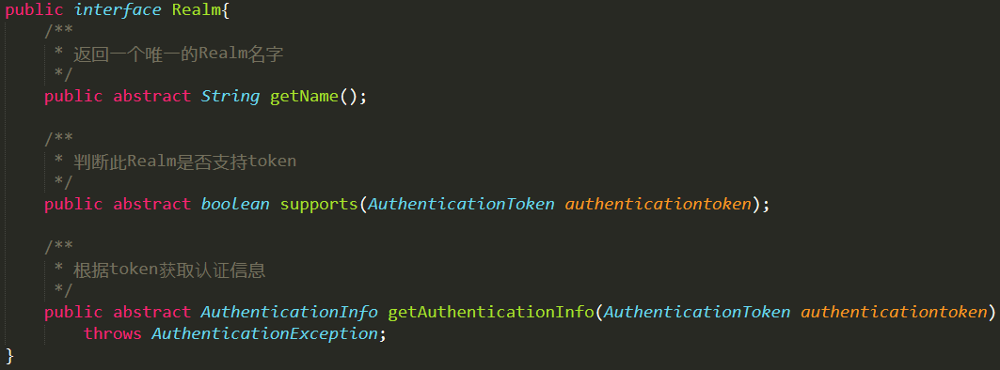 public interface Realm{
/**
* 返回一个唯一的Realm名字
*/
public abstract String getName();
/**
* 判断此Realm是否支持token
*/
public abstract boolean supports(AuthenticationToken authenticationtoken);
/**
* 根据token获取认证信息
*/
public abstract AuthenticationInfo getAuthenticationInfo(AuthenticationToken authenticationtoken)
throws AuthenticationException;
}